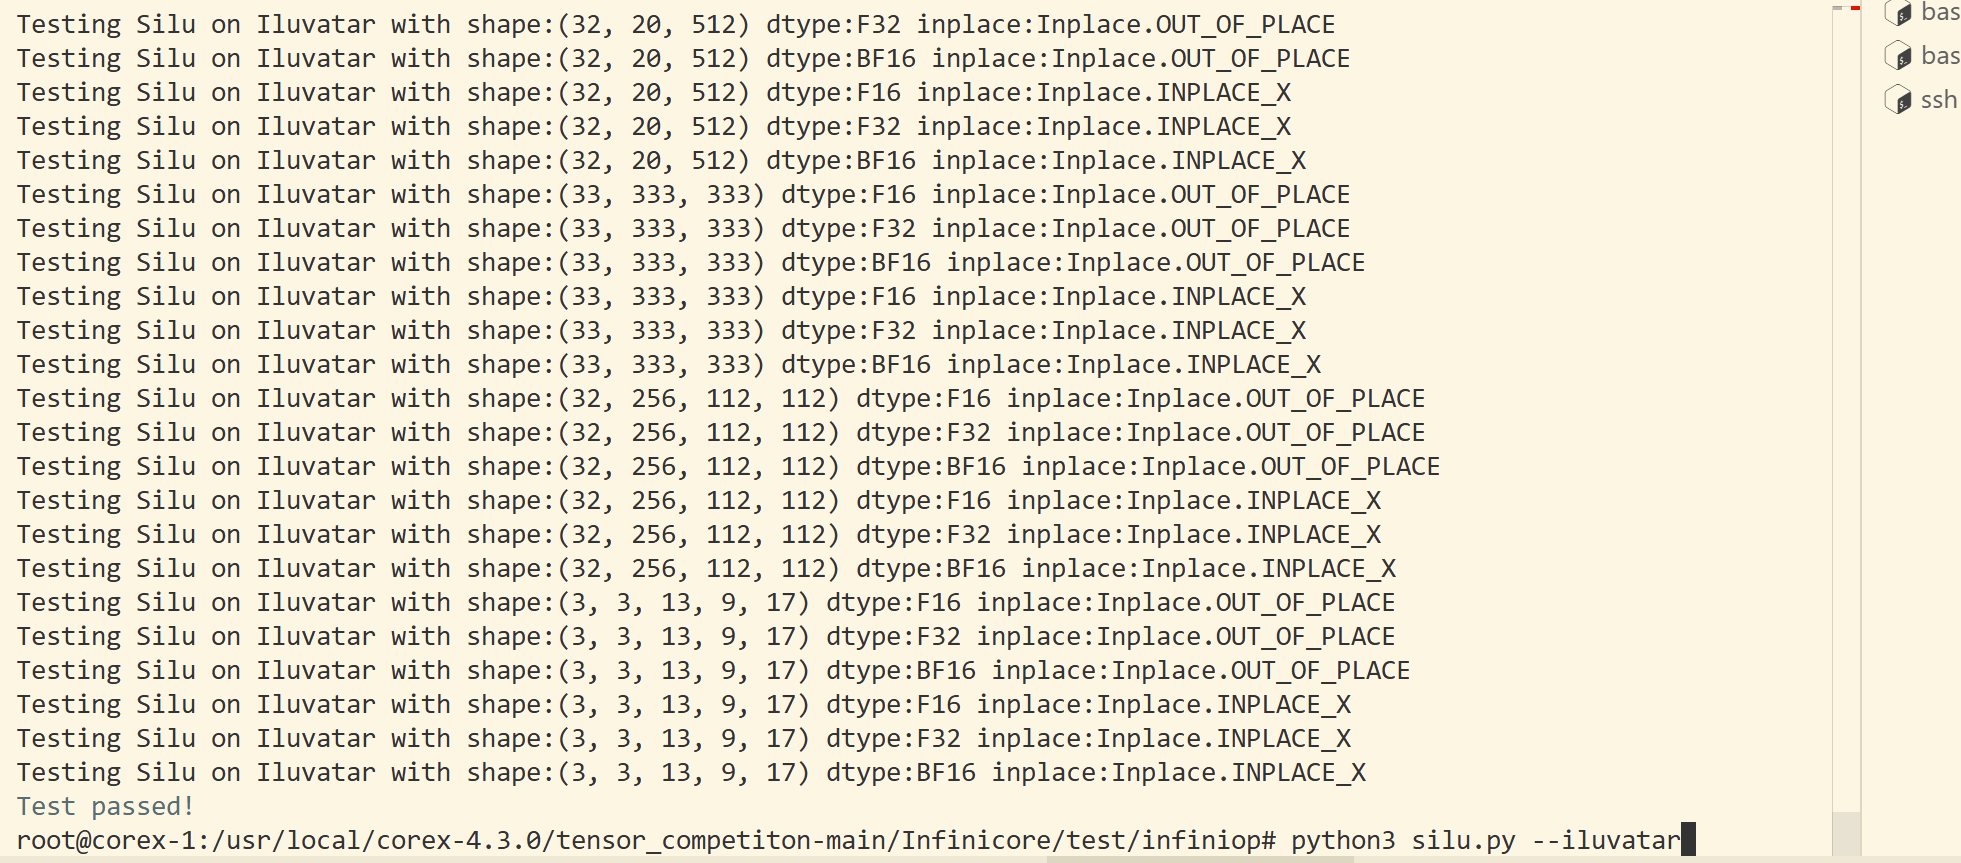 Testing Silu on Iluvatar with shape:(32, 20, 512) dtype:F32 inplace:Inplace.OUT_OF_PLACE
Testing Silu on Iluvatar with shape:(32, 20, 512) dtype:BF16 inplace:Inplace.OUT_OF_PLACE
Testing Silu on Iluvatar with shape:(32, 20, 512) dtype:F16 inplace:Inplace.INPLACE_X
Testing Silu on Iluvatar with shape:(32, 20, 512) dtype:F32 inplace:Inplace.INPLACE_X
Testing Silu on Iluvatar with shape:(32, 20, 512) dtype:BF16 inplace:Inplace.INPLACE_X
Testing Silu on Iluvatar with shape:(33, 333, 333) dtype:F16 inplace:Inplace.OUT_OF_PLACE
Testing Silu on Iluvatar with shape:(33, 333, 333) dtype:F32 inplace:Inplace.OUT_OF_PLACE
Testing Silu on Iluvatar with shape:(33, 333, 333) dtype:BF16 inplace:Inplace.OUT_OF_PLACE
Testing Silu on Iluvatar with shape:(33, 333, 333) dtype:F16 inplace:Inplace.INPLACE_X
Testing Silu on Iluvatar with shape:(33, 333, 333) dtype:F32 inplace:Inplace.INPLACE_X
Testing Silu on Iluvatar with shape:(33, 333, 333) dtype:BF16 inplace:Inplace.INPLACE_X
Testing Silu on Iluvatar with shape:(32, 256, 112, 112) dtype:F16 inplace:Inplace.OUT_OF_PLACE
Testing Silu on Iluvatar with shape:(32, 256, 112, 112) dtype:F32 inplace:Inplace.OUT_OF_PLACE
Testing Silu on Iluvatar with shape:(32, 256, 112, 112) dtype:BF16 inplace:Inplace.OUT_OF_PLACE
Testing Silu on Iluvatar with shape:(32, 256, 112, 112) dtype:F16 inplace:Inplace.INPLACE_X
Testing Silu on Iluvatar with shape:(32, 256, 112, 112) dtype:F32 inplace:Inplace.INPLACE_X
Testing Silu on Iluvatar with shape:(32, 256, 112, 112) dtype:BF16 inplace:Inplace.INPLACE_X
Testing Silu on Iluvatar with shape:(3, 3, 13, 9, 17) dtype:F16 inplace:Inplace.OUT_OF_PLACE
Testing Silu on Iluvatar with shape:(3, 3, 13, 9, 17) dtype:F32 inplace:Inplace.OUT_OF_PLACE
Testing Silu on Iluvatar with shape:(3, 3, 13, 9, 17) dtype:BF16 inplace:Inplace.OUT_OF_PLACE
Testing Silu on Iluvatar with shape:(3, 3, 13, 9, 17) dtype:F16 inplace:Inplace.INPLACE_X
Testing Silu on Iluvatar with shape:(3, 3, 13, 9, 17) dtype:F32 inplace:Inplace.INPLACE_X
Testing Silu on Iluvatar with shape:(3, 3, 13, 9, 17) dtype:BF16 inplace:Inplace.INPLACE_X
Test passed!
root@corex-1:/usr/local/corex-4.3.0/tensor_competiton-main/Infinicore/test/infiniop# python3 silu.py --iluvatar
bas
bas
ssh